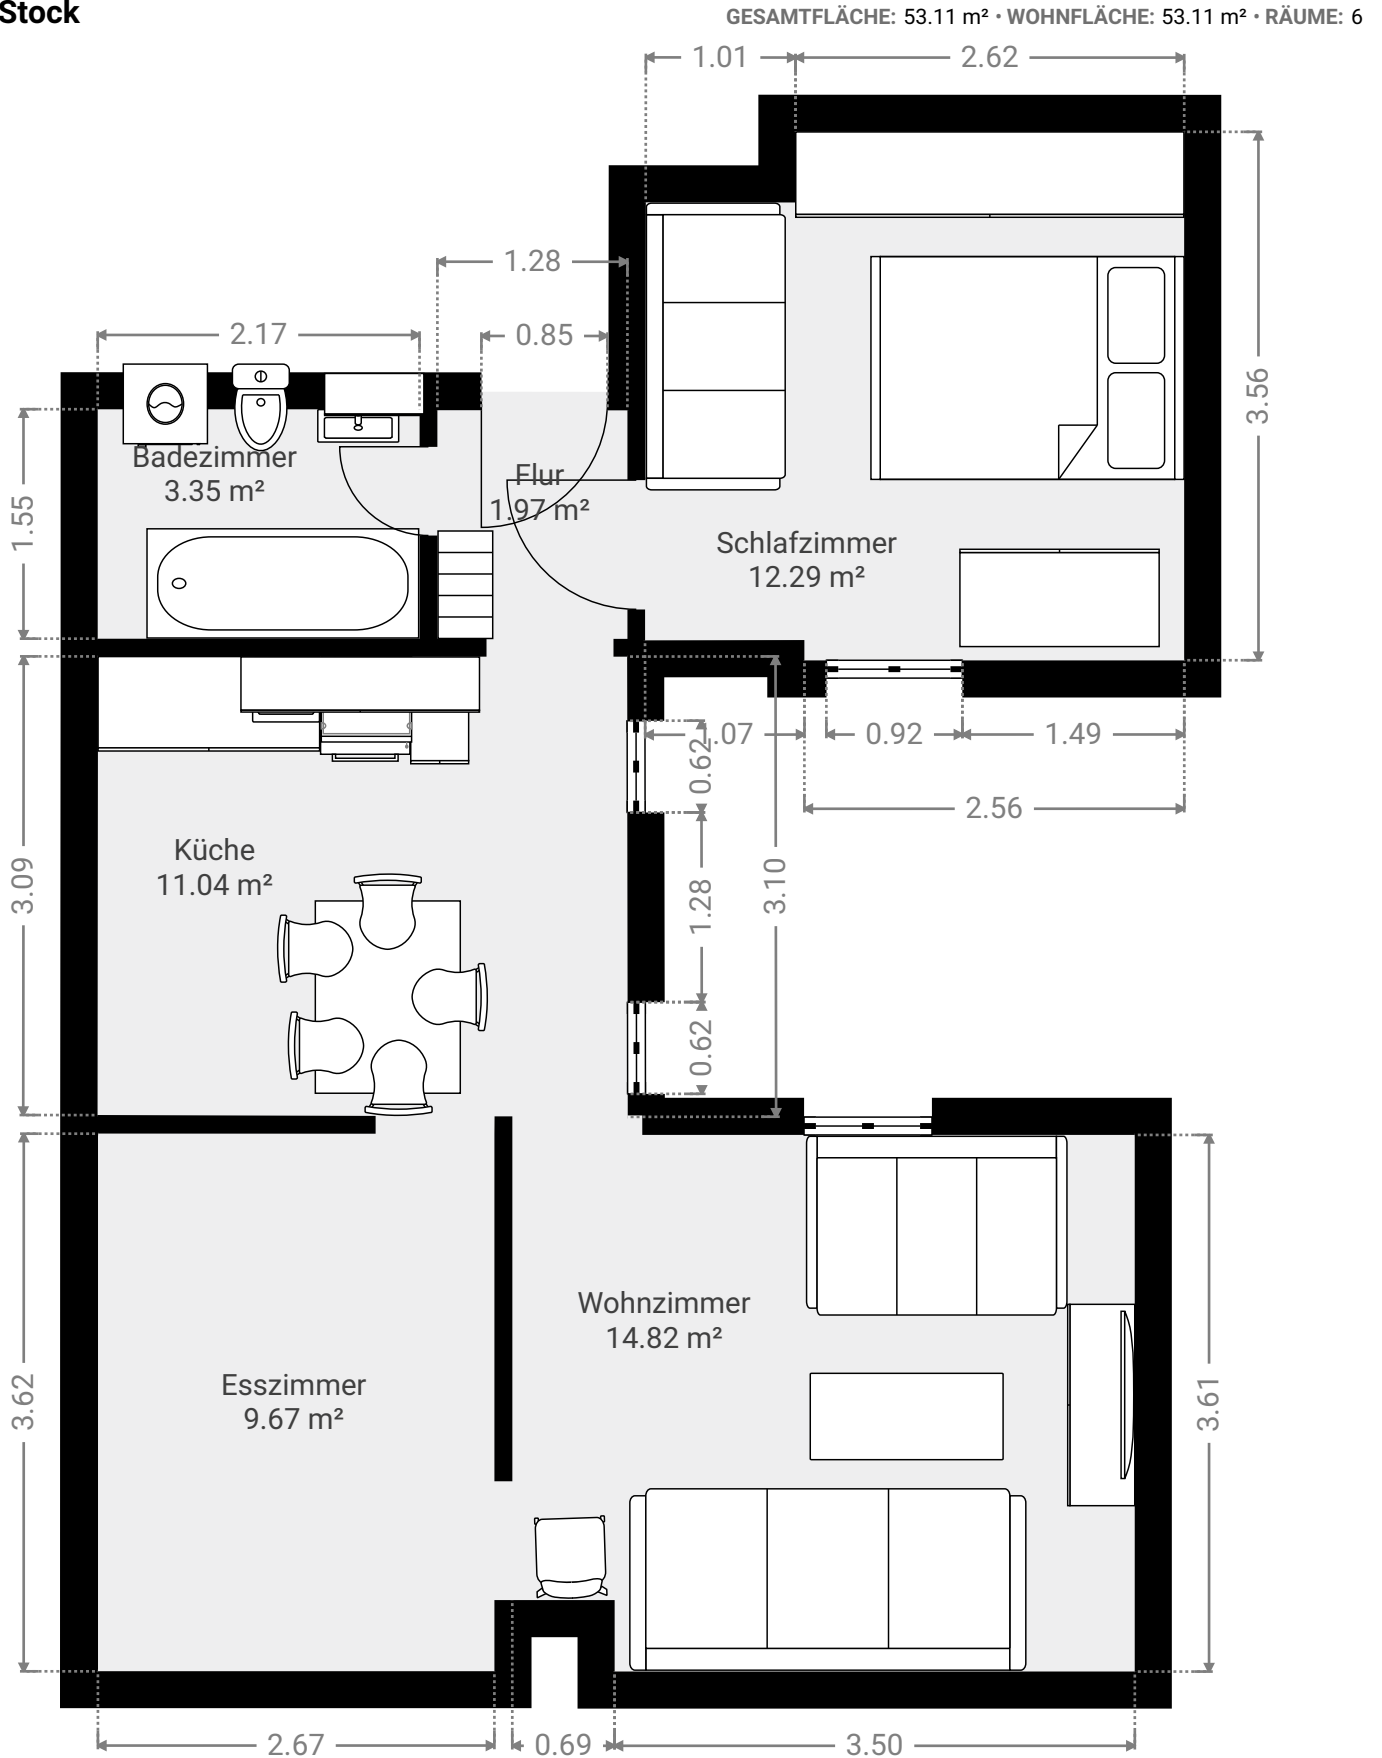 Stock
GESAMTFLÄCHE: 53.11 m² • WOHNFLÄCHE: 53.11 m² • RÄUME: 6
1.01
2.62
1.28
2.17
0.85
3.56
Badezimmer
3.35 m²
Flur
1.97 m²
1.55
Schlafzimmer
12.29 m²
1.07
0.92
1.49
0.62
2.56
Küche
11.04 m²
3.09
1.28
3.10
0.62
Wohnzimmer
14.82 m²
Esszimmer
9.67 m²
3.62
3.61
2.67
0.69
3.50